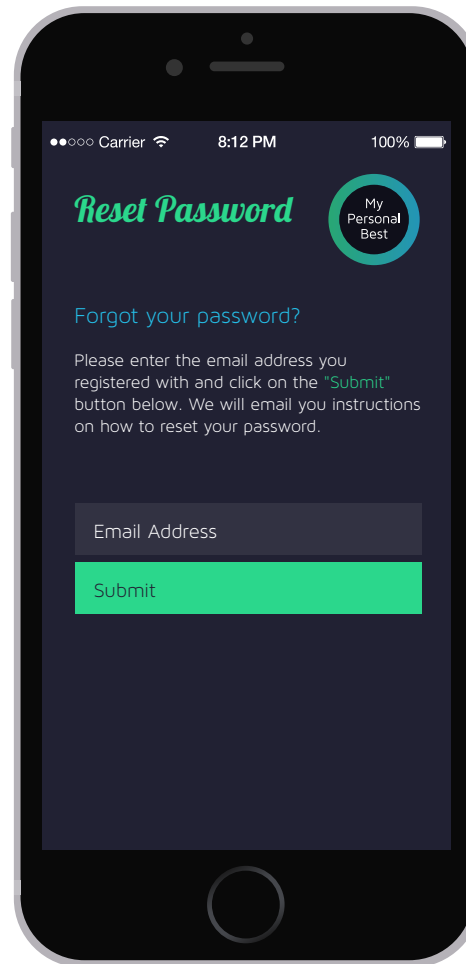 Carrier 8:12 PM 100%
Reset Password
My
Personal
Best
Forgot your password?
Please enter the email address you
registered with and click on the "Submit"
button below. We will email you instructions
on how to reset your password.
Email Address
Submit